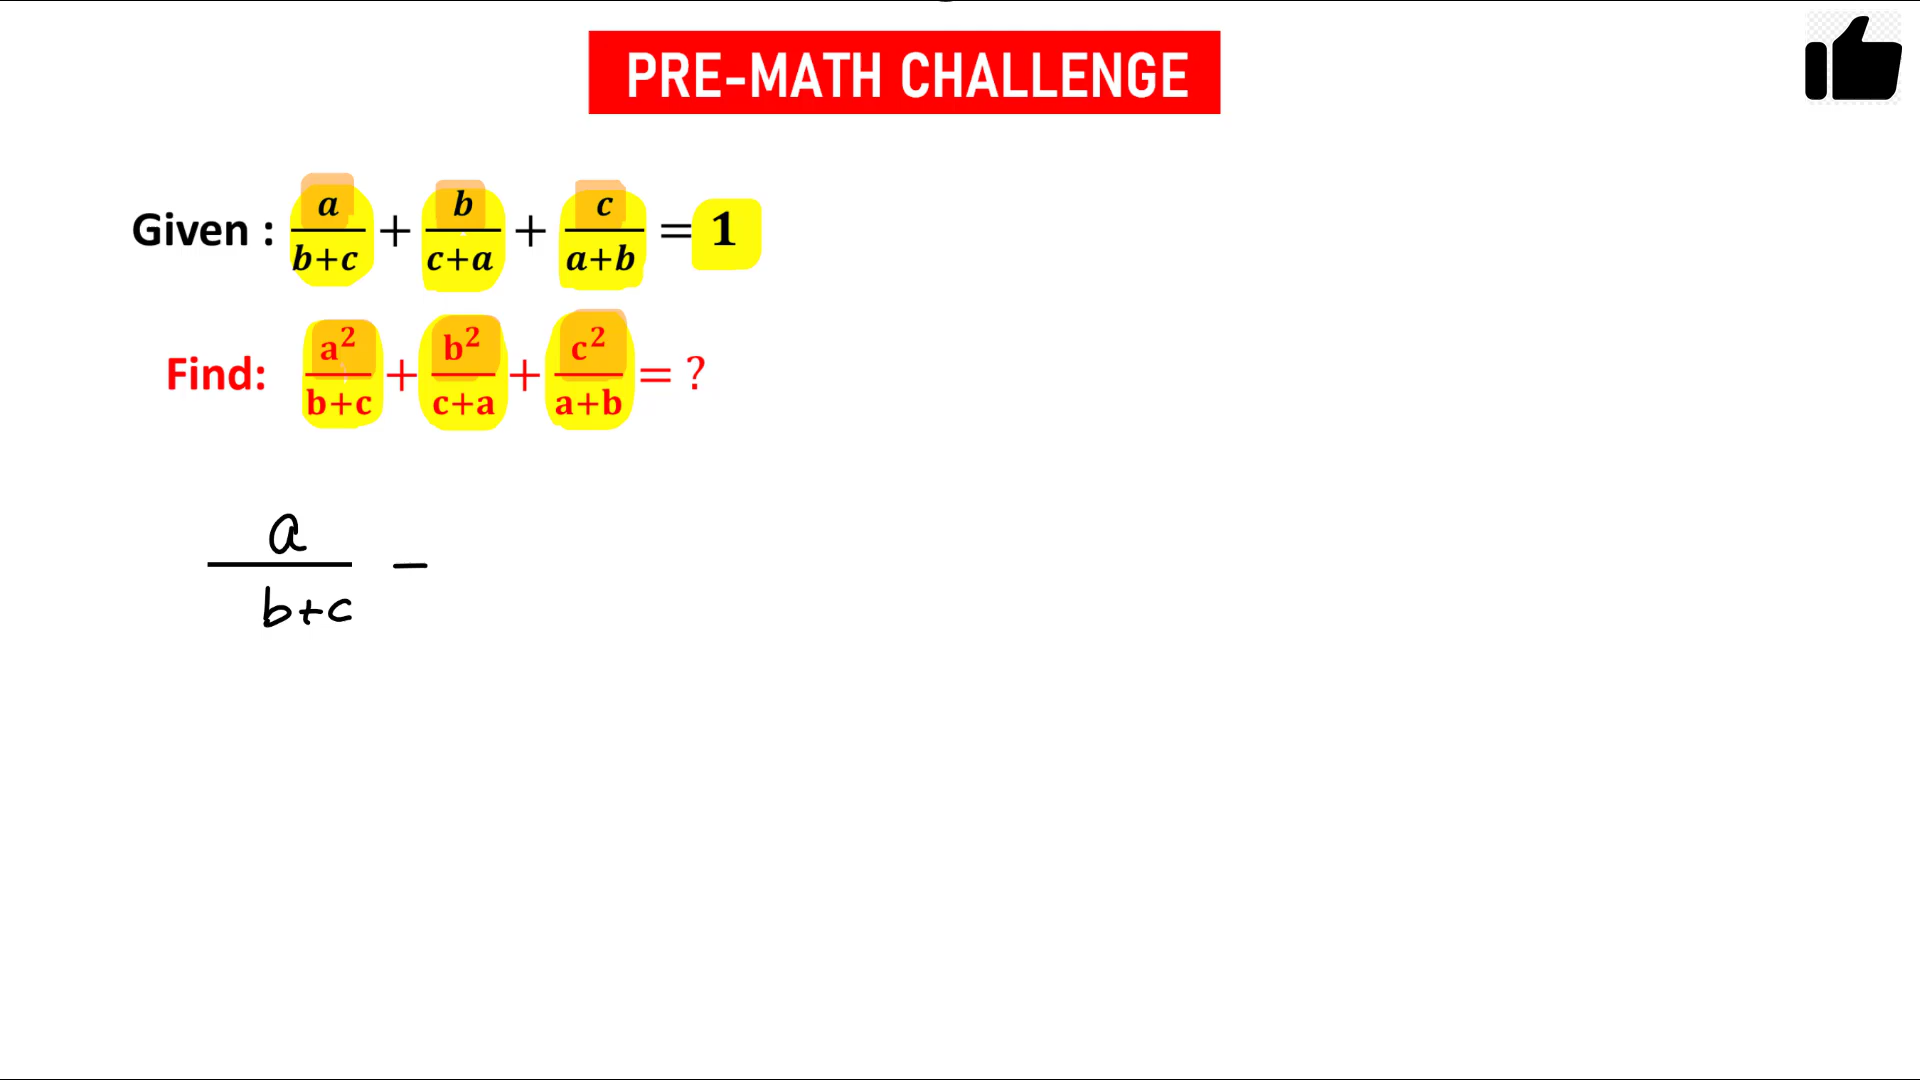 PRE-MATH CHALLENGE
Given : a/(b+c) + b/(c+a) + c/(a+b) = 1
Find: a²/(b+c) + b²/(c+a) + c²/(a+b) = ?
a/(b+c) −